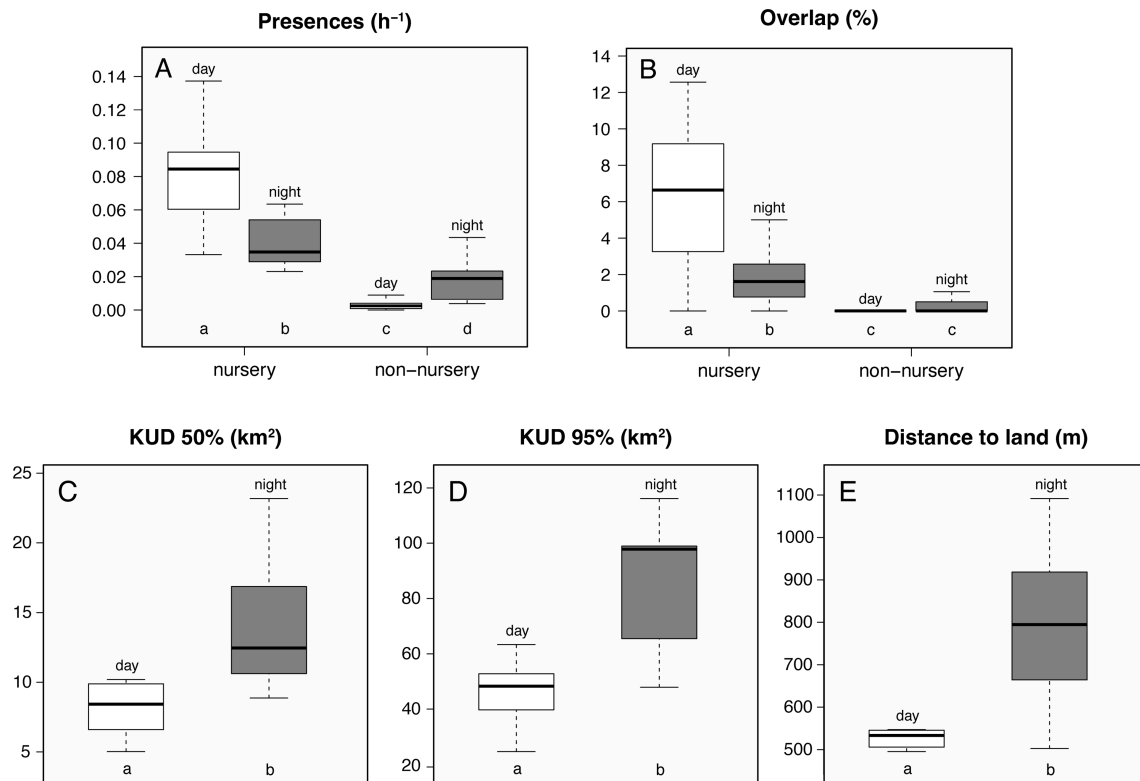 Presences (h⁻¹)
A
day
night
day
night
0.14
0.12
0.10
0.08
0.06
0.04
0.02
0.00
a b c d
nursery non−nursery
Overlap (%)
B
day
night
day
night
14
12
10
8
6
4
2
0
a b c c
nursery non−nursery
KUD 50% (km²)
C
day
night
25
20
15
10
5
a b
KUD 95% (km²)
D
day
night
120
100
80
60
40
20
a b
Distance to land (m)
E
day
night
1100
1000
900
800
700
600
500
a b